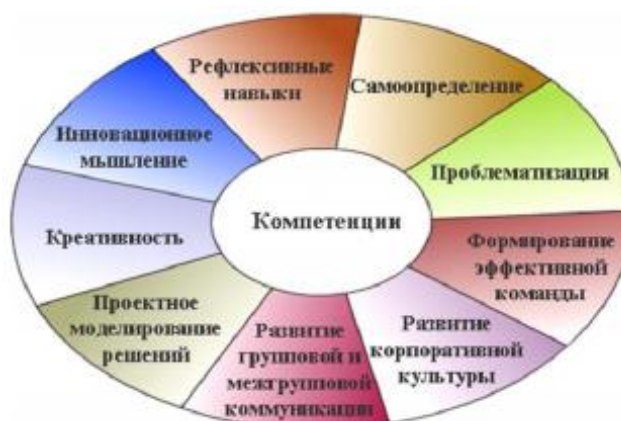 Рефлексивные
навыки
Самоопределение
Инновационное
мышление
Проблематизация
Компетенции
Креативность
Формирование
эффективной
команды
Проектное
моделирование
решений
Развитие
групповой и
межгрупповой
коммуникации
Развитие
корпоративной
культуры